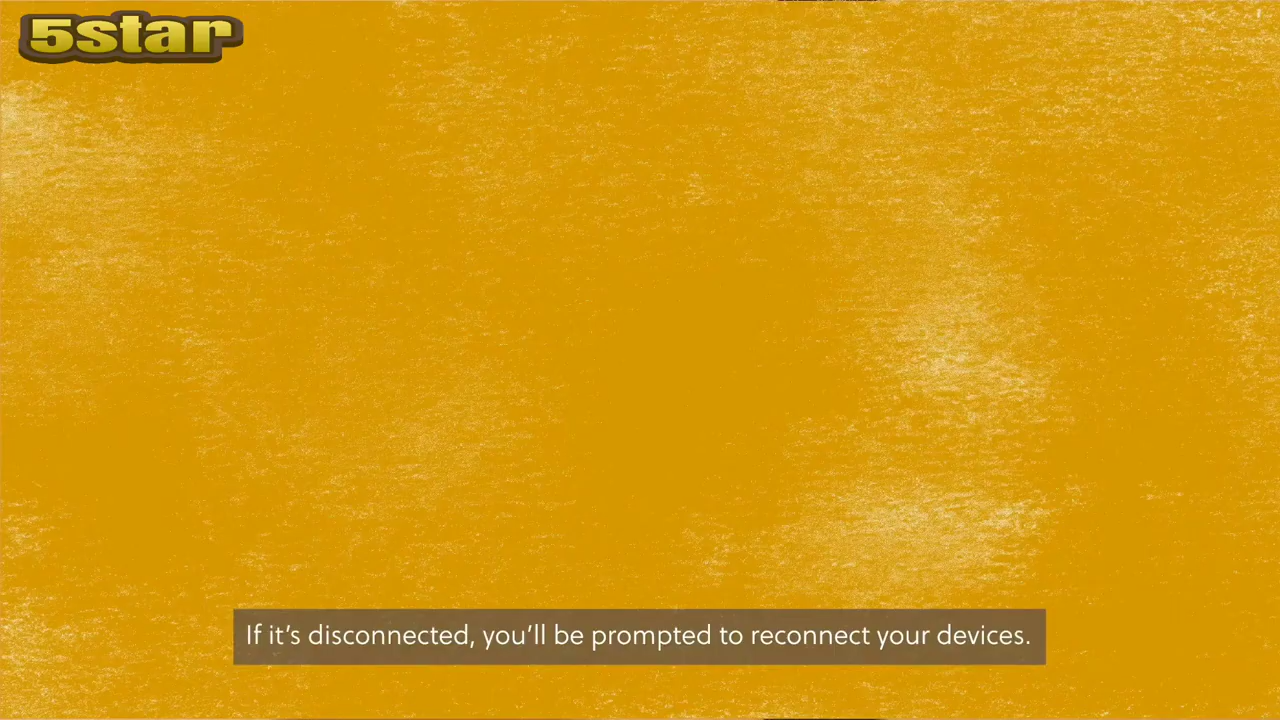 5star
If it’s disconnected, you’ll be prompted to reconnect your devices.